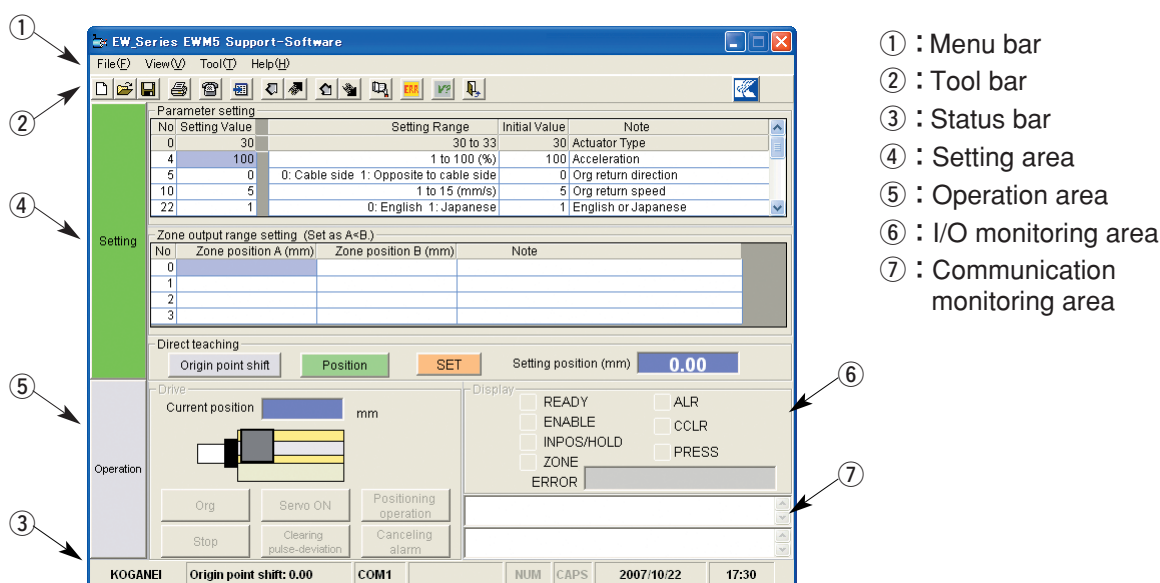 ①
EW_Series EWM5 Support-Software
File(F) View(V) Tool(T) Help(H)
②
ERR V?
Parameter setting
No Setting Value Setting Range Initial Value Note
0 30 30 to 33 30 Actuator Type
4 100 1 to 100 (%) 100 Acceleration
5 0 0: Cable side 1: Opposite to cable side 0 Org return direction
10 5 1 to 15 (mm/s) 5 Org return speed
22 1 0: English 1: Japanese 1 English or Japanese
④
Setting
Zone output range setting (Set as A<B.)
No Zone position A (mm) Zone position B (mm) Note
0
1
2
3
Direct teaching
Origin point shift Position SET Setting position (mm) 0.00
⑤
Operation
Drive
Current position mm
Org Servo ON Positioning operation
Stop Clearing pulse-deviation Canceling alarm
Display
READY ALR
ENABLE CCLR
INPOS/HOLD PRESS
ZONE
ERROR
⑥
⑦
③
KOGANEI Origin point shift: 0.00 COM1 NUM CAPS 2007/10/22 17:30
① : Menu bar
② : Tool bar
③ : Status bar
④ : Setting area
⑤ : Operation area
⑥ : I/O monitoring area
⑦ : Communication
monitoring area